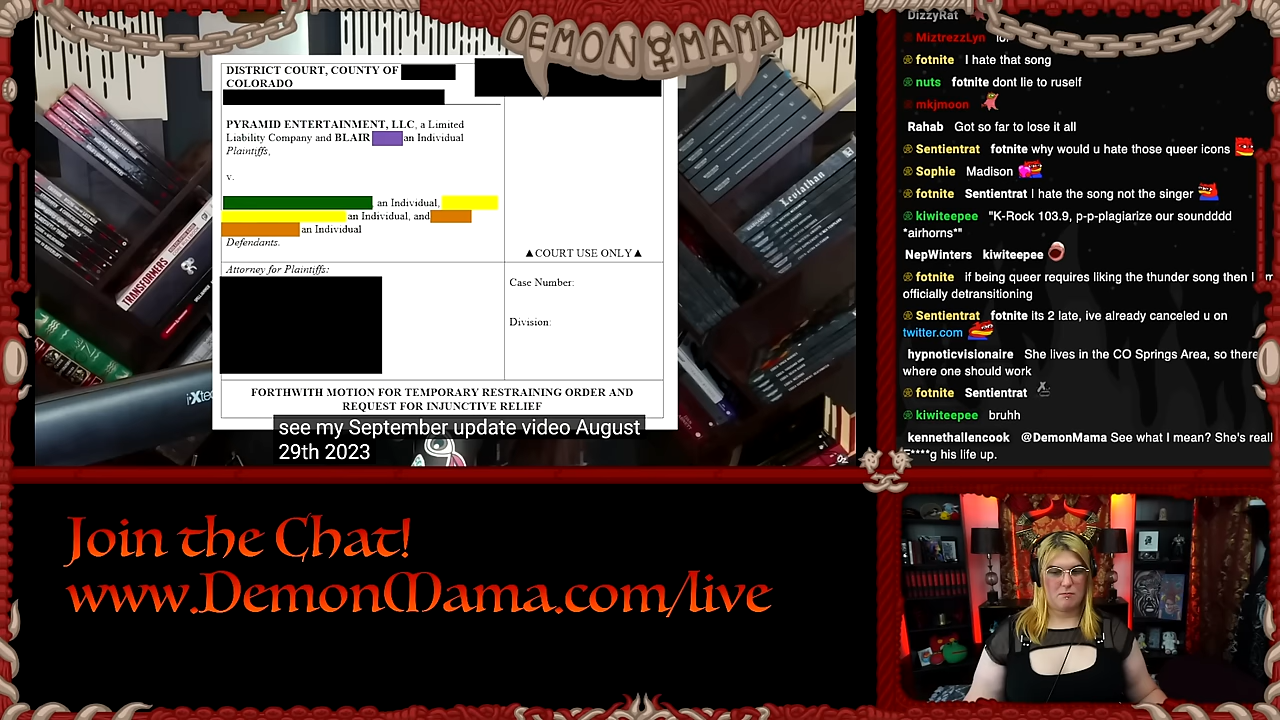 DEMON MAMA
DISTRICT COURT, COUNTY OF
COLORADO
PYRAMID ENTERTAINMENT, LLC, a Limited
Liability Company and BLAIR an Individual
Plaintiffs,
v.
an Individual,
an Individual, and
an Individual
Defendants.
▲COURT USE ONLY▲
Attorney for Plaintiffs:
Case Number:
Division:
FORTHWITH MOTION FOR TEMPORARY RESTRAINING ORDER AND
REQUEST FOR INJUNCTIVE RELIEF
see my September update video August
29th 2023
TRANSFORMERS
Leviathan
DizzyRat
MiztrezzLyn lol
fotnite I hate that song
nuts fotnite dont lie to ruself
mkjmoon
Rahab Got so far to lose it all
Sentientrat fotnite why would u hate those queer icons
Sophie Madison
fotnite Sentientrat I hate the song not the singer
kiwiteepee "K-Rock 103.9, p-p-plagiarize our soundddd
*airhorns*"
NepWinters kiwiteepee
fotnite if being queer requires liking the thunder song then I
officially detransitioning
Sentientrat fotnite its 2 late, ive already canceled u on
twitter.com
hypnoticvisionaire She lives in the CO Springs Area, so there
where one should work
fotnite Sentientrat
kiwiteepee bruhh
kennethallencook @DemonMama See what I mean? She's reall
F****g his life up.
Join the Chat!
www.DemonMama.com/live